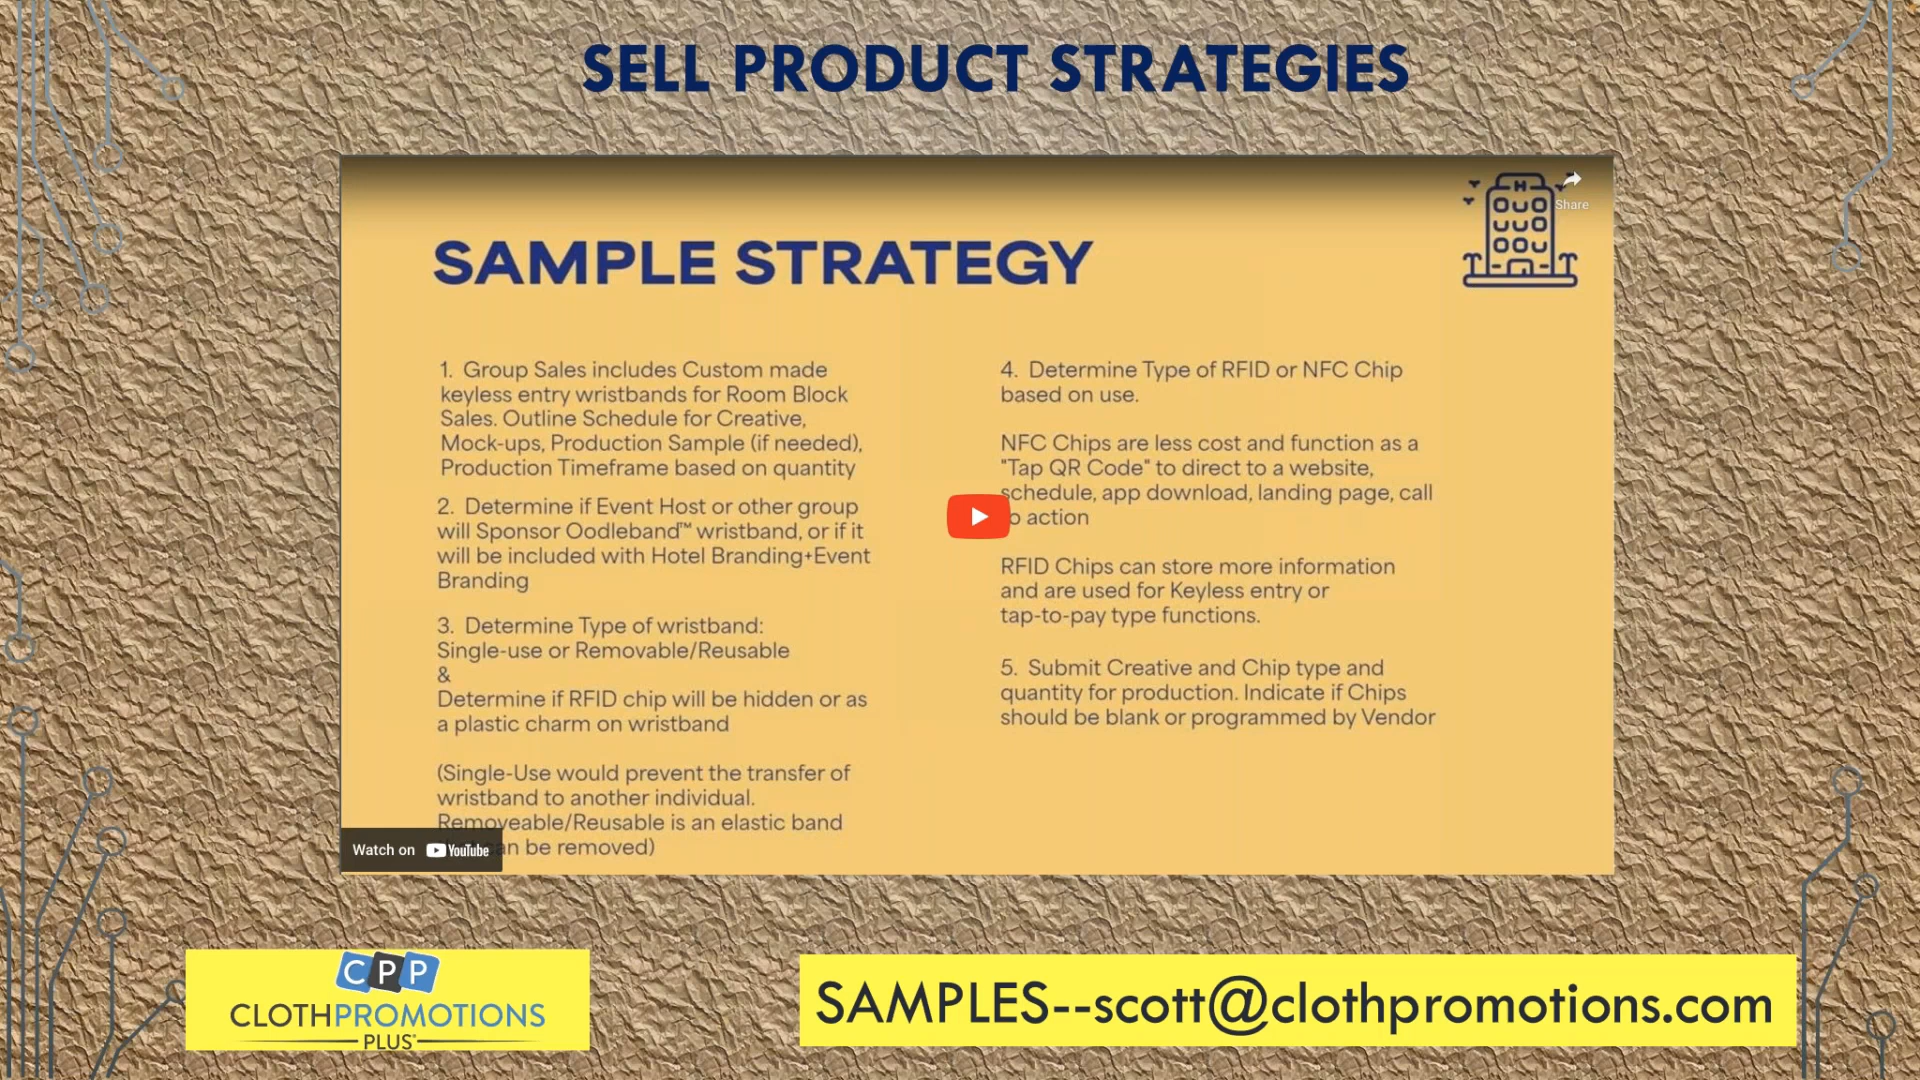 SELL PRODUCT STRATEGIES
Share
SAMPLE STRATEGY
1. Group Sales includes Custom made
keyless entry wristbands for Room Block
Sales. Outline Schedule for Creative,
Mock-ups, Production Sample (if needed),
Production Timeframe based on quantity
2. Determine if Event Host or other group
will Sponsor Oodleband™ wristband, or if it
will be included with Hotel Branding+Event
Branding
3. Determine Type of wristband:
Single-use or Removable/Reusable
&
Determine if RFID chip will be hidden or as
a plastic charm on wristband
(Single-Use would prevent the transfer of
wristband to another individual.
Removeable/Reusable is an elastic band
an be removed)
4. Determine Type of RFID or NFC Chip
based on use.
NFC Chips are less cost and function as a
"Tap QR Code" to direct to a website,
schedule, app download, landing page, call
o action
RFID Chips can store more information
and are used for Keyless entry or
tap-to-pay type functions.
5. Submit Creative and Chip type and
quantity for production. Indicate if Chips
should be blank or programmed by Vendor
Watch on YouTube
CPP
CLOTHPROMOTIONS
PLUS
SAMPLES--scott@clothpromotions.com